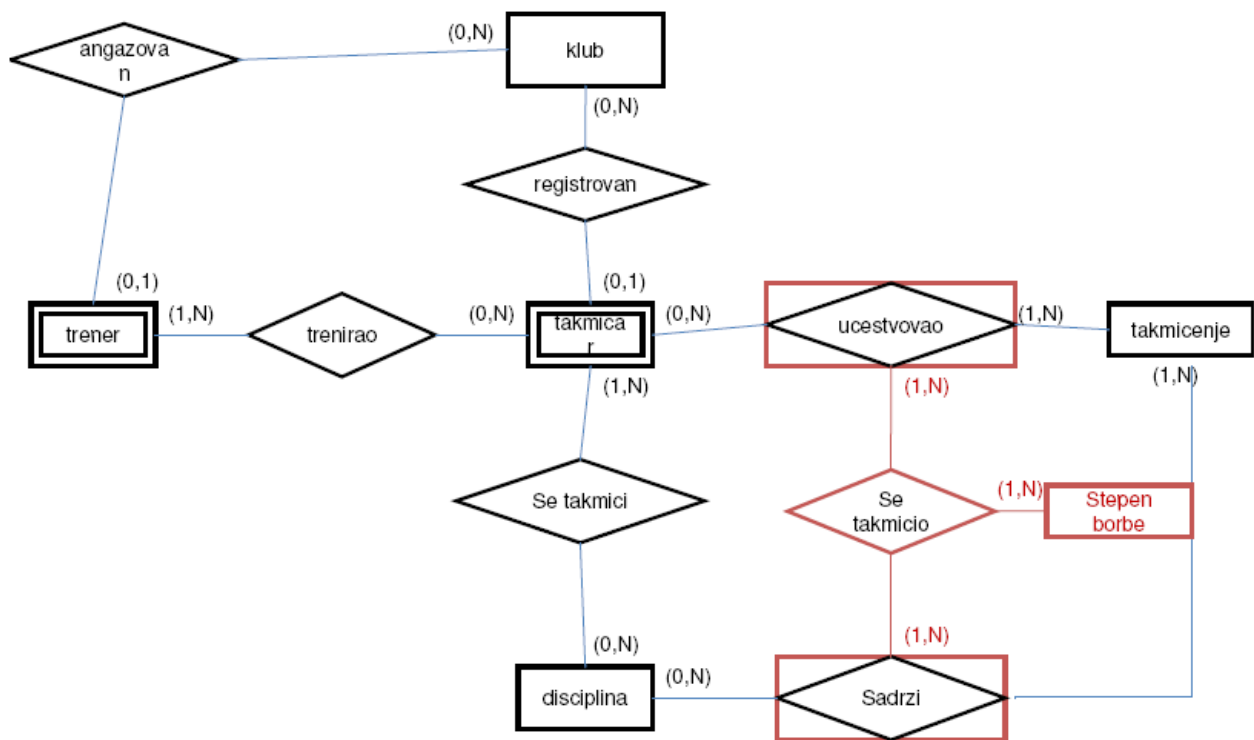 angazova
n
(0,N)
klub
(0,N)
registrovan
(0,1)
(0,1)
trener
(1,N)
trenirao
(0,N)
takmica
r
(0,N)
ucestvovao
(1,N)
takmicenje
(1,N)
(1,N)
(1,N)
Se takmici
Se
takmicio
(1,N)
Stepen
borbe
(0,N)
(1,N)
disciplina
(0,N)
Sadrzi